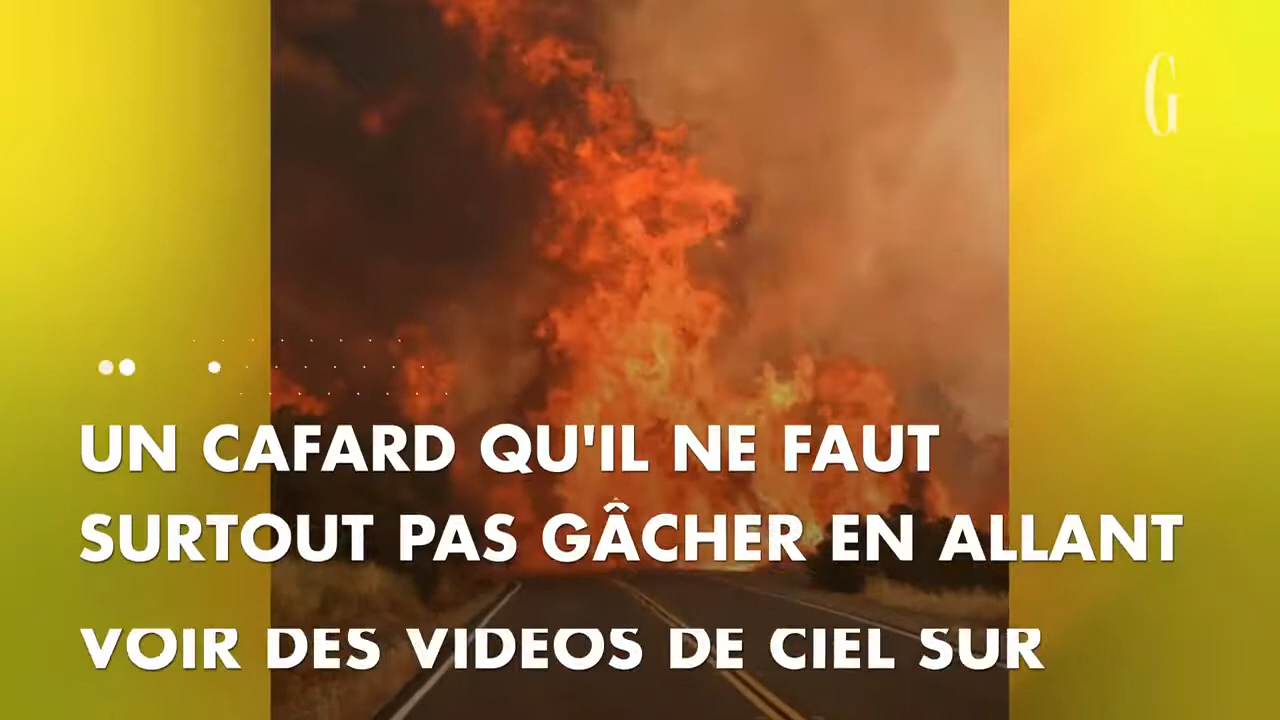 G
UN CAFARD QU'IL NE FAUT
SURTOUT PAS GÂCHER EN ALLANT
VOIR DES VIDEOS DE CIEL SUR